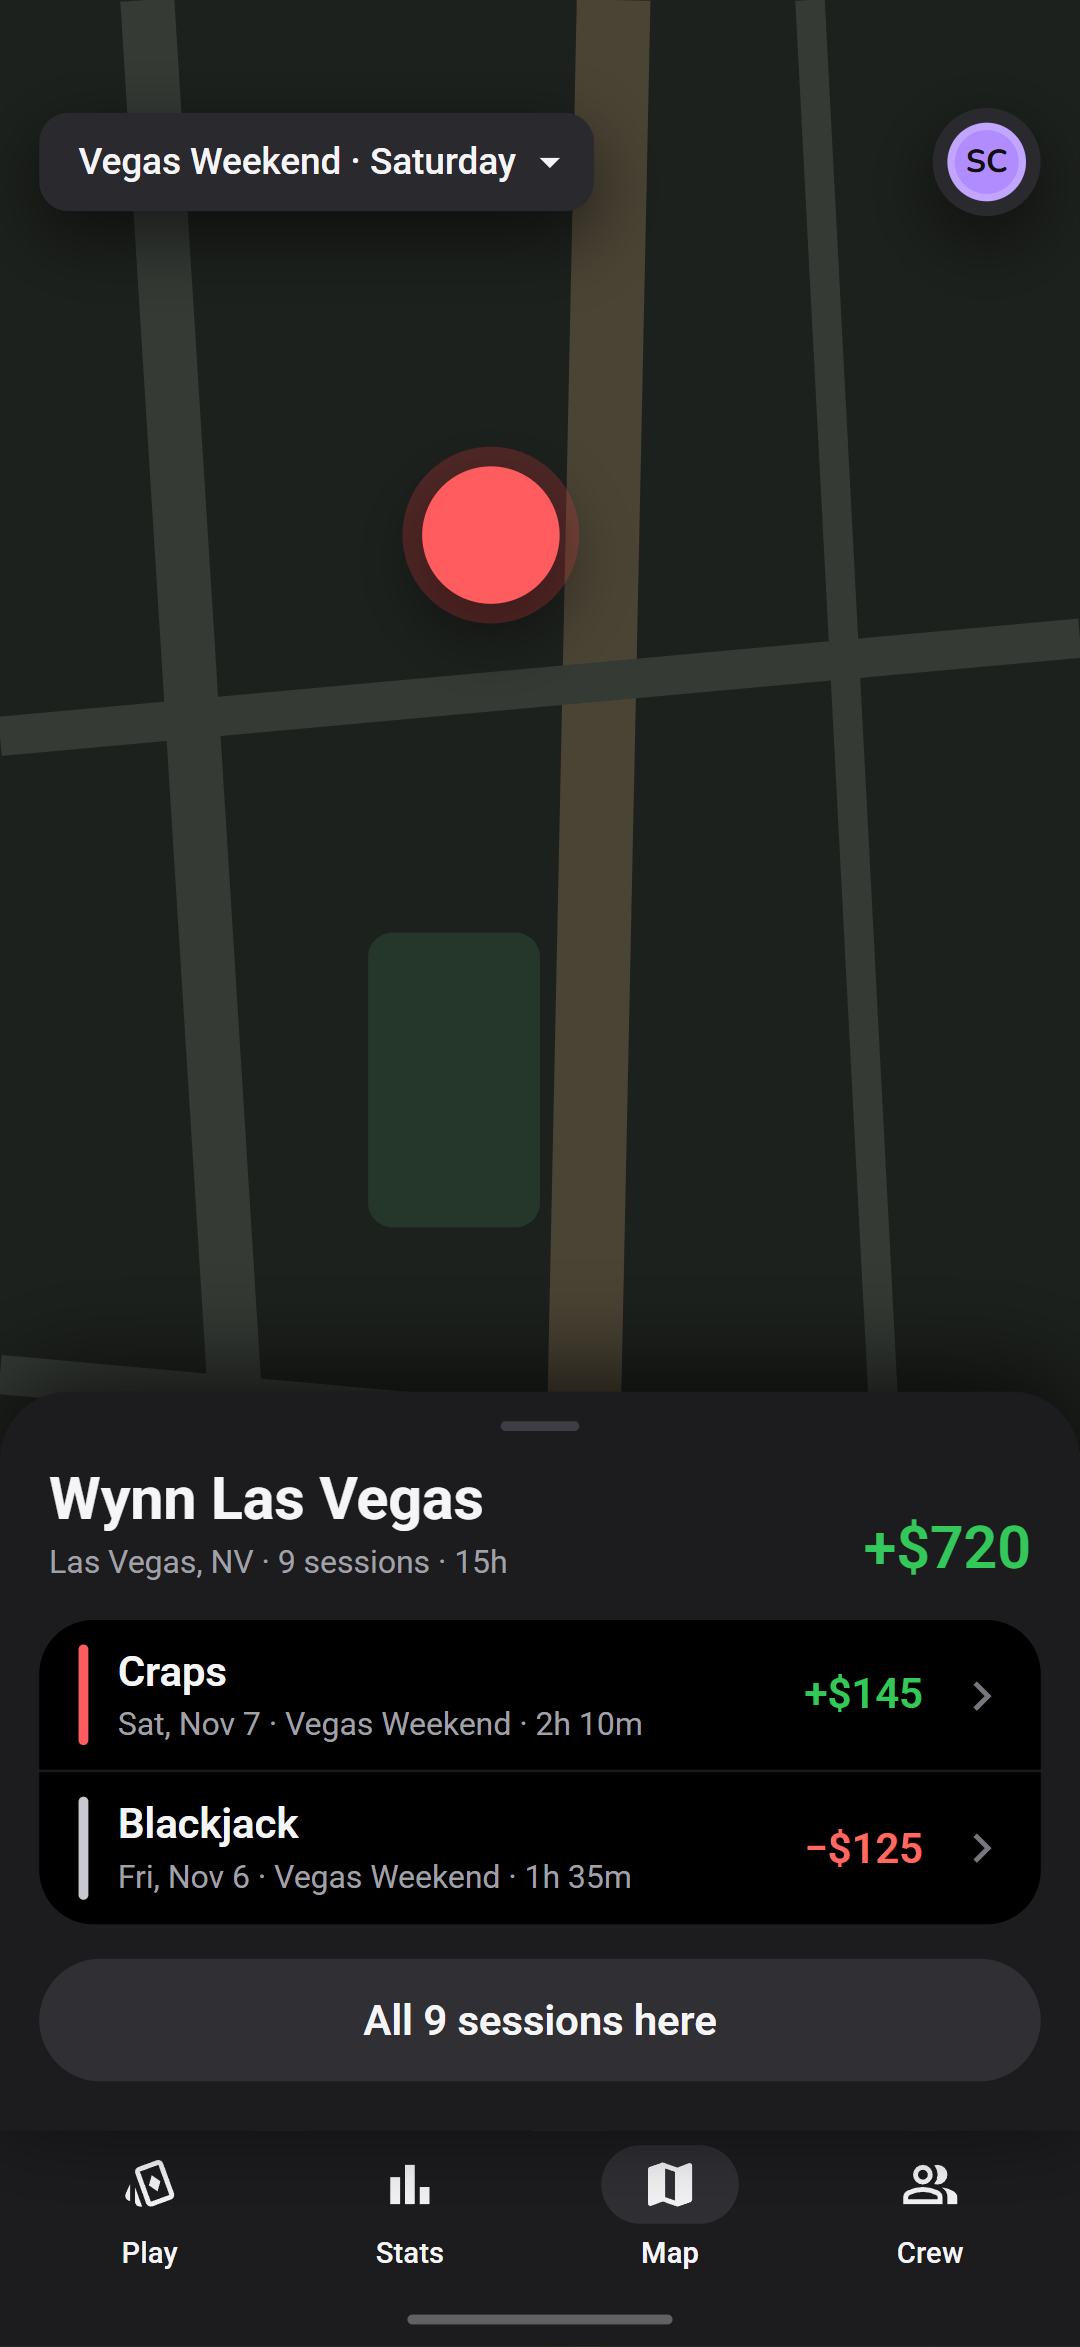 Vegas Weekend · Saturday
SC
Wynn Las Vegas
Las Vegas, NV · 9 sessions · 15h
+$720
Craps
Sat, Nov 7 · Vegas Weekend · 2h 10m
+$145
Blackjack
Fri, Nov 6 · Vegas Weekend · 1h 35m
−$125
All 9 sessions here
Play
Stats
Map
Crew